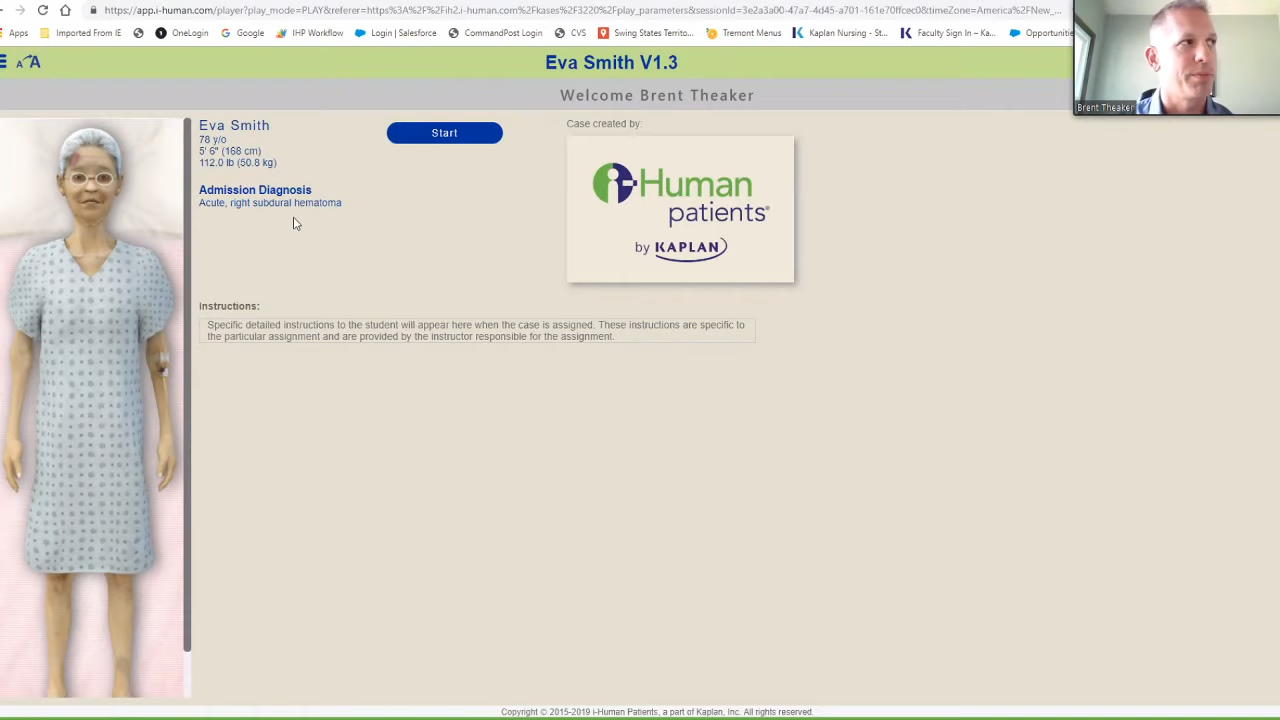 https://app.i-human.com/player?play_mode=PLAY&referer=https%3A%2F%2Fih2.i-human.com%2Fkases%2F3220%2Fplay_parameters&sessionId=3e2a3a00-47a7-4d45-a701-161e70ffcec0&timeZone=America%2FNew_...
Apps Imported From IE OneLogin Google IHP Workflow Login | Salesforce CommandPost Login CVS Swing States Territo... Tremont Menus Kaplan Nursing - St... Faculty Sign In – Ka... Opportunities
AA Eva Smith V1.3
Welcome Brent Theaker
Brent Theaker
Eva Smith
78 y/o
5' 6" (168 cm)
112.0 lb (50.8 kg)
Start
Case created by:
i-Human
patients®
by KAPLAN
Admission Diagnosis
Acute, right subdural hematoma
Instructions:
Specific detailed instructions to the student will appear here when the case is assigned. These instructions are specific to
the particular assignment and are provided by the instructor responsible for the assignment.
Copyright © 2015-2019 i-Human Patients, a part of Kaplan, Inc. All rights reserved.